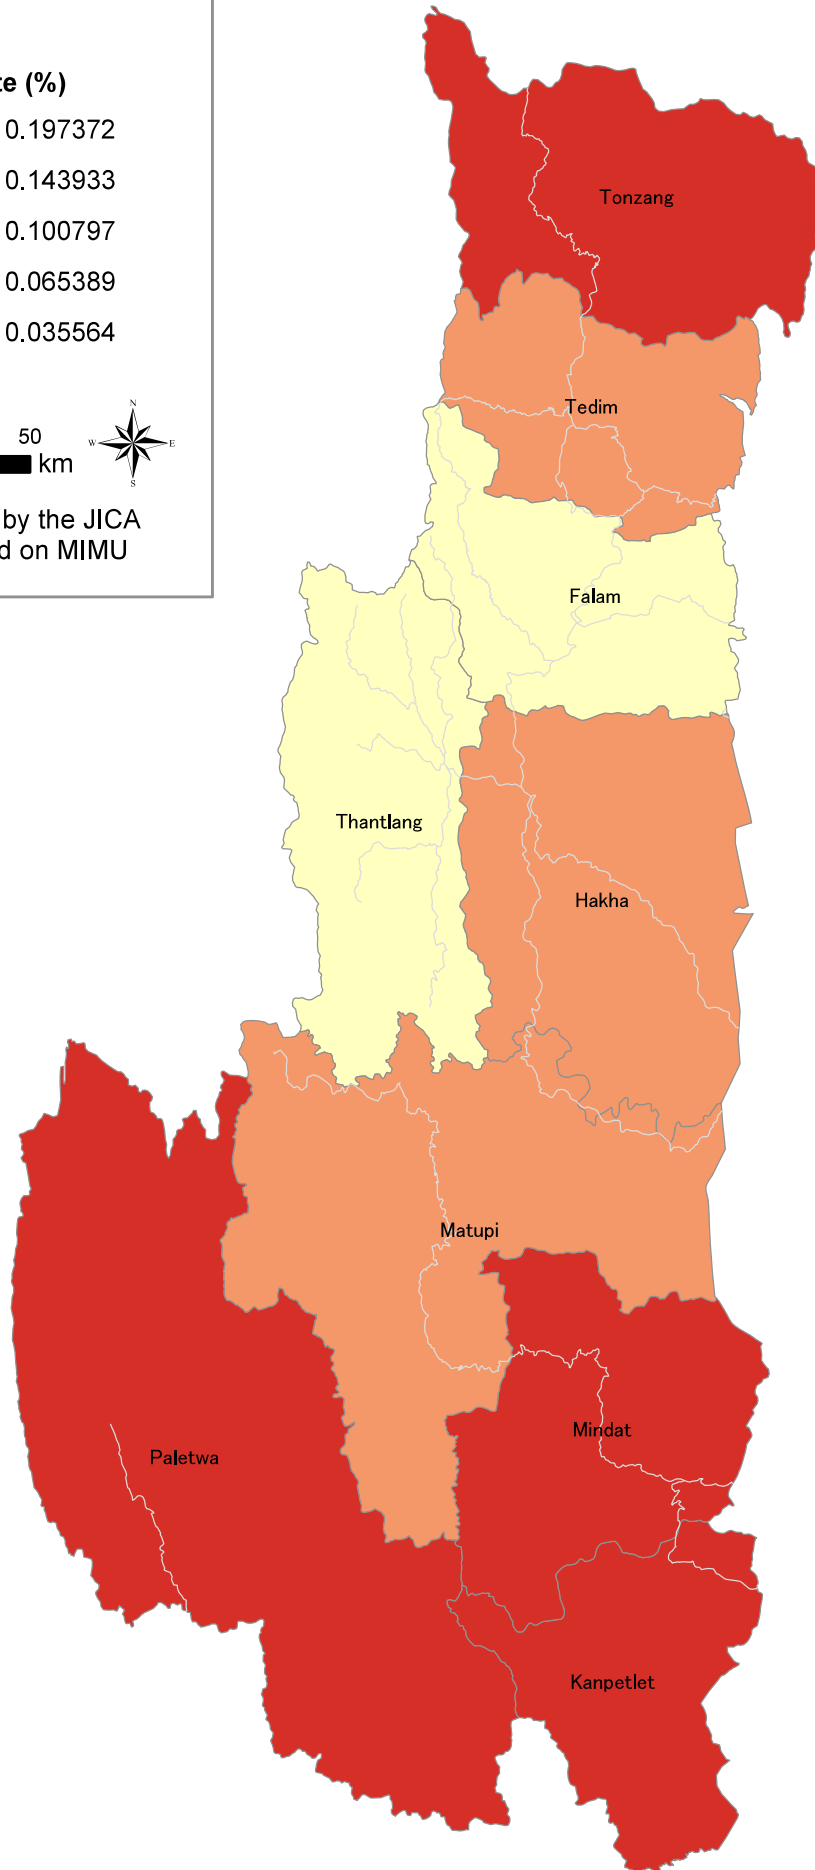 te (%)
0.197372
0.143933
0.100797
0.065389
0.035564
N
W E
S
50
km
by the JICA
d on MIMU
Tonzang
Tedim
Falam
Thantlang
Hakha
Matupi
Mindat
Paletwa
Kanpetlet